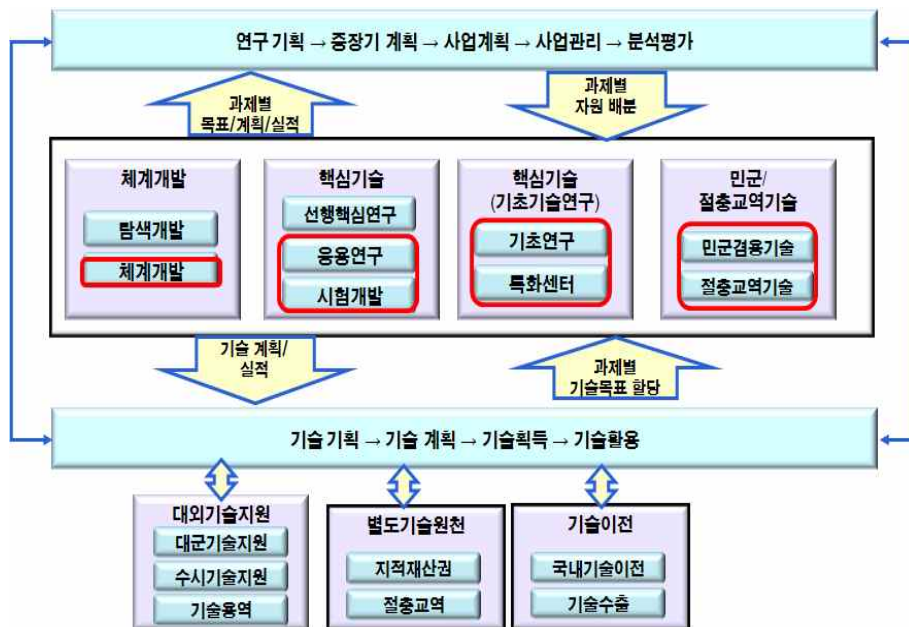 연구 기획 → 중장기 계획 → 사업계획 → 사업관리 → 분석평가
과제별
목표/계획/실적
과제별
자원 배분
체계개발
탐색개발
체계개발
핵심기술
선행핵심연구
응용연구
시험개발
핵심기술
(기초기술연구)
기초연구
특화센터
민군/
절충교역기술
민군겸용기술
절충교역기술
기술 계획/
실적
과제별
기술목표 할당
기술 기획 → 기술 계획 → 기술획득 → 기술활용
대외기술지원
대군기술지원
수시기술지원
기술용역
별도기술원천
지적재산권
절충교역
기술이전
국내기술이전
기술수출